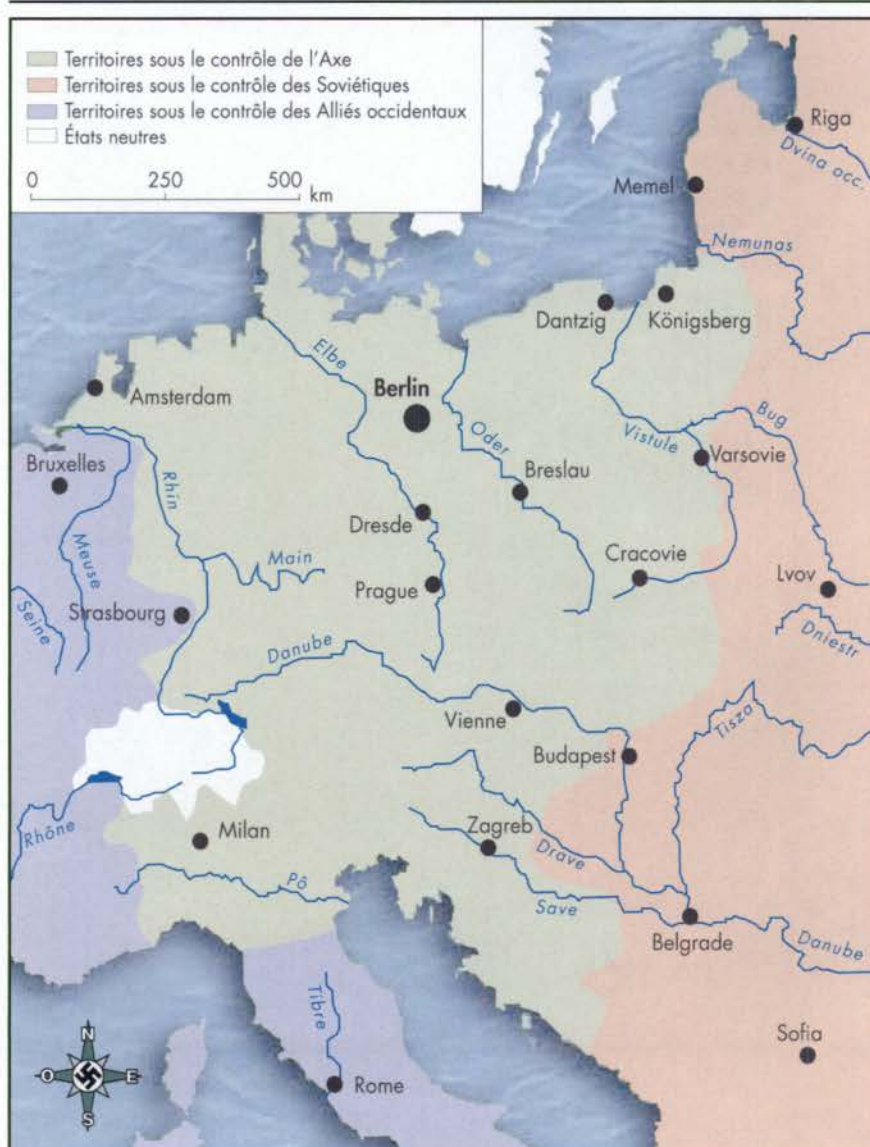 Territoires sous le contrôle de l'Axe
Territoires sous le contrôle des Soviétiques
Territoires sous le contrôle des Alliés occidentaux
États neutres
0 250 500 km
Riga
Dvina occ.
Memel
Nemunas
Dantzig
Königsberg
Elbe
Berlin
Amsterdam
Oder
Vistule
Bug
Varsovie
Bruxelles
Rhin
Breslau
Meuse
Dresde
Main
Prague
Cracovie
Lvov
Seine
Strasbourg
Dniestr
Danube
Vienne
Tisza
Budapest
Rhône
Milan
Zagreb
Drave
Pô
Save
Belgrade
Danube
Tibre
Sofia
Rome
N
O
E
S